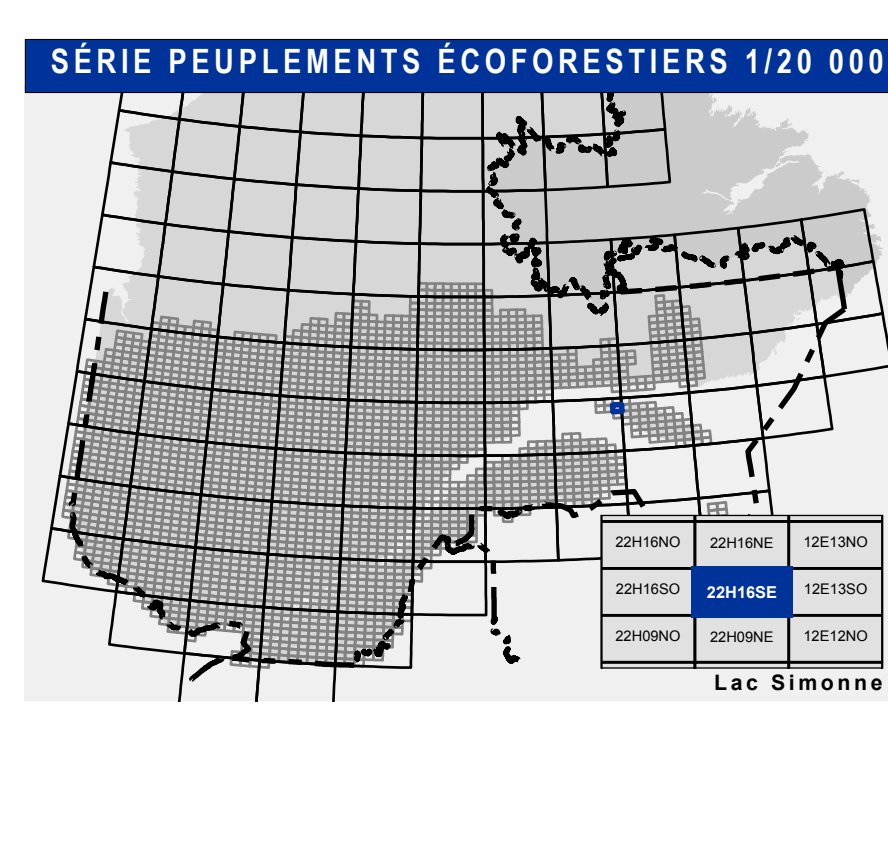 SÉRIE PEUPLEMENTS ÉCOFORESTIERS 1/20 000
22H16NO 22H16NE 12E13NO
22H16SO 22H16SE 12E13SO
22H09NO 22H09NE 12E12NO
Lac Simonne